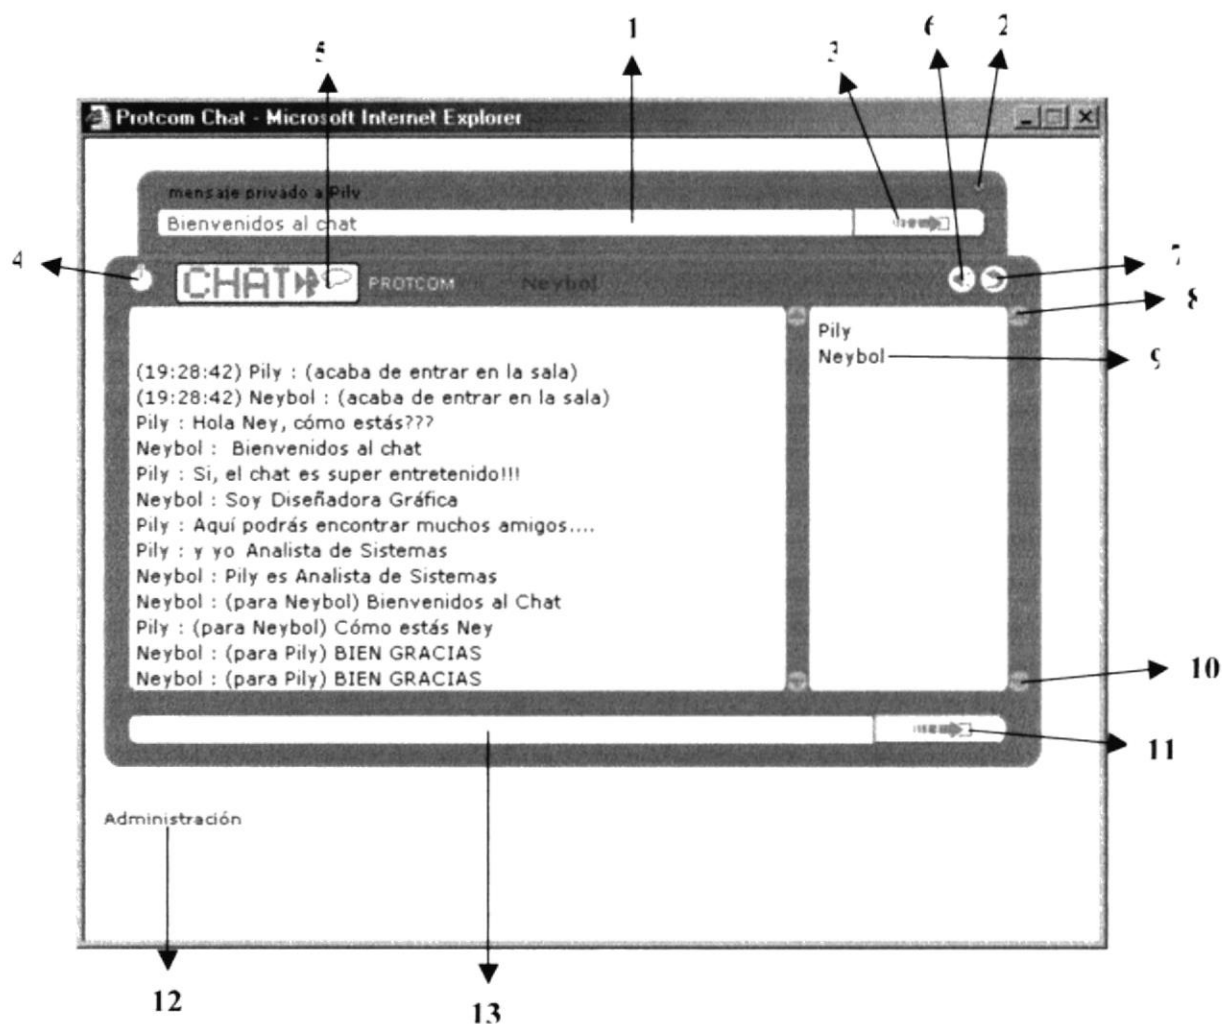 5 1 3 6 2
Protcom Chat - Microsoft Internet Explorer
mensaje privado a Pily
Bienvenidos al chat
4
CHAT PROTCOM Neybol
7
8
Pily
Neybol
9
(19:28:42) Pily : (acaba de entrar en la sala)
(19:28:42) Neybol : (acaba de entrar en la sala)
Pily : Hola Ney, cómo estás???
Neybol : Bienvenidos al chat
Pily : Si, el chat es super entretenido!!!
Neybol : Soy Diseñadora Gráfica
Pily : Aquí podrás encontrar muchos amigos....
Pily : y yo Analista de Sistemas
Neybol : Pily es Analista de Sistemas
Neybol : (para Neybol) Bienvenidos al Chat
Pily : (para Neybol) Cómo estás Ney
Neybol : (para Pily) BIEN GRACIAS
Neybol : (para Pily) BIEN GRACIAS
10
11
Administración
12
13